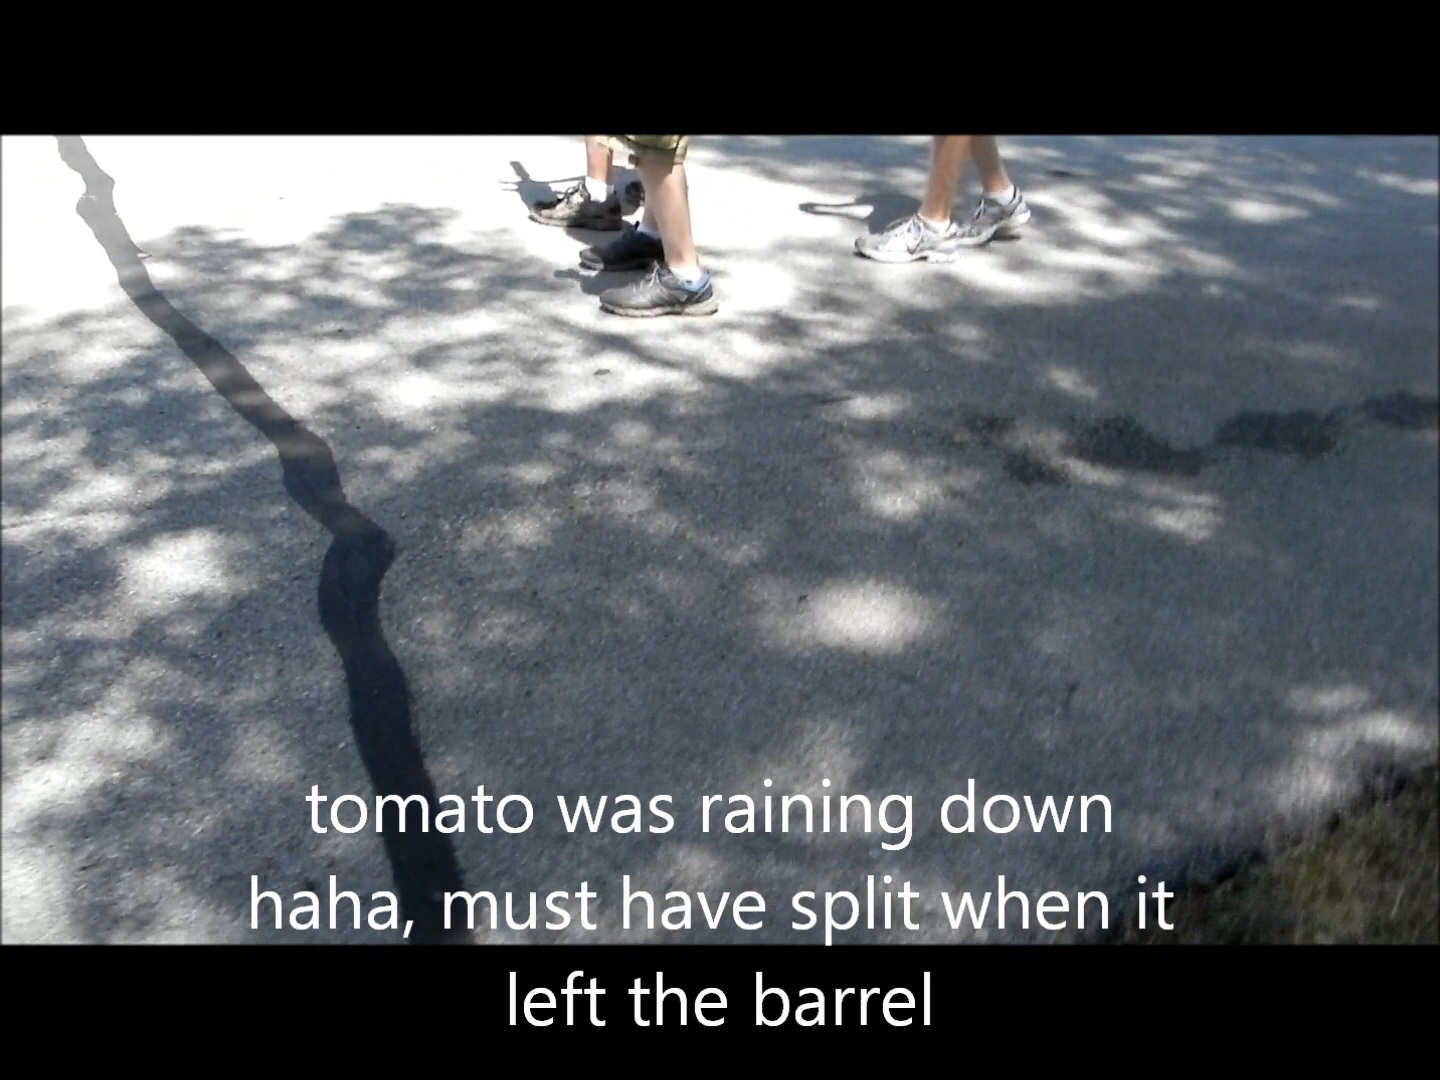 tomato was raining down
haha, must have split when it
left the barrel